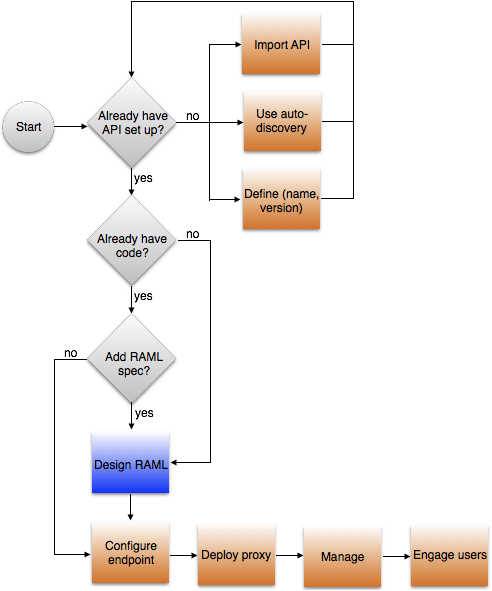 Import API
Start
Already have
API set up?
no
Use auto-
discovery
Define (name,
version)
yes
Already have
code?
no
yes
Add RAML
spec?
no
yes
Design RAML
Configure
endpoint
Deploy proxy
Manage
Engage users